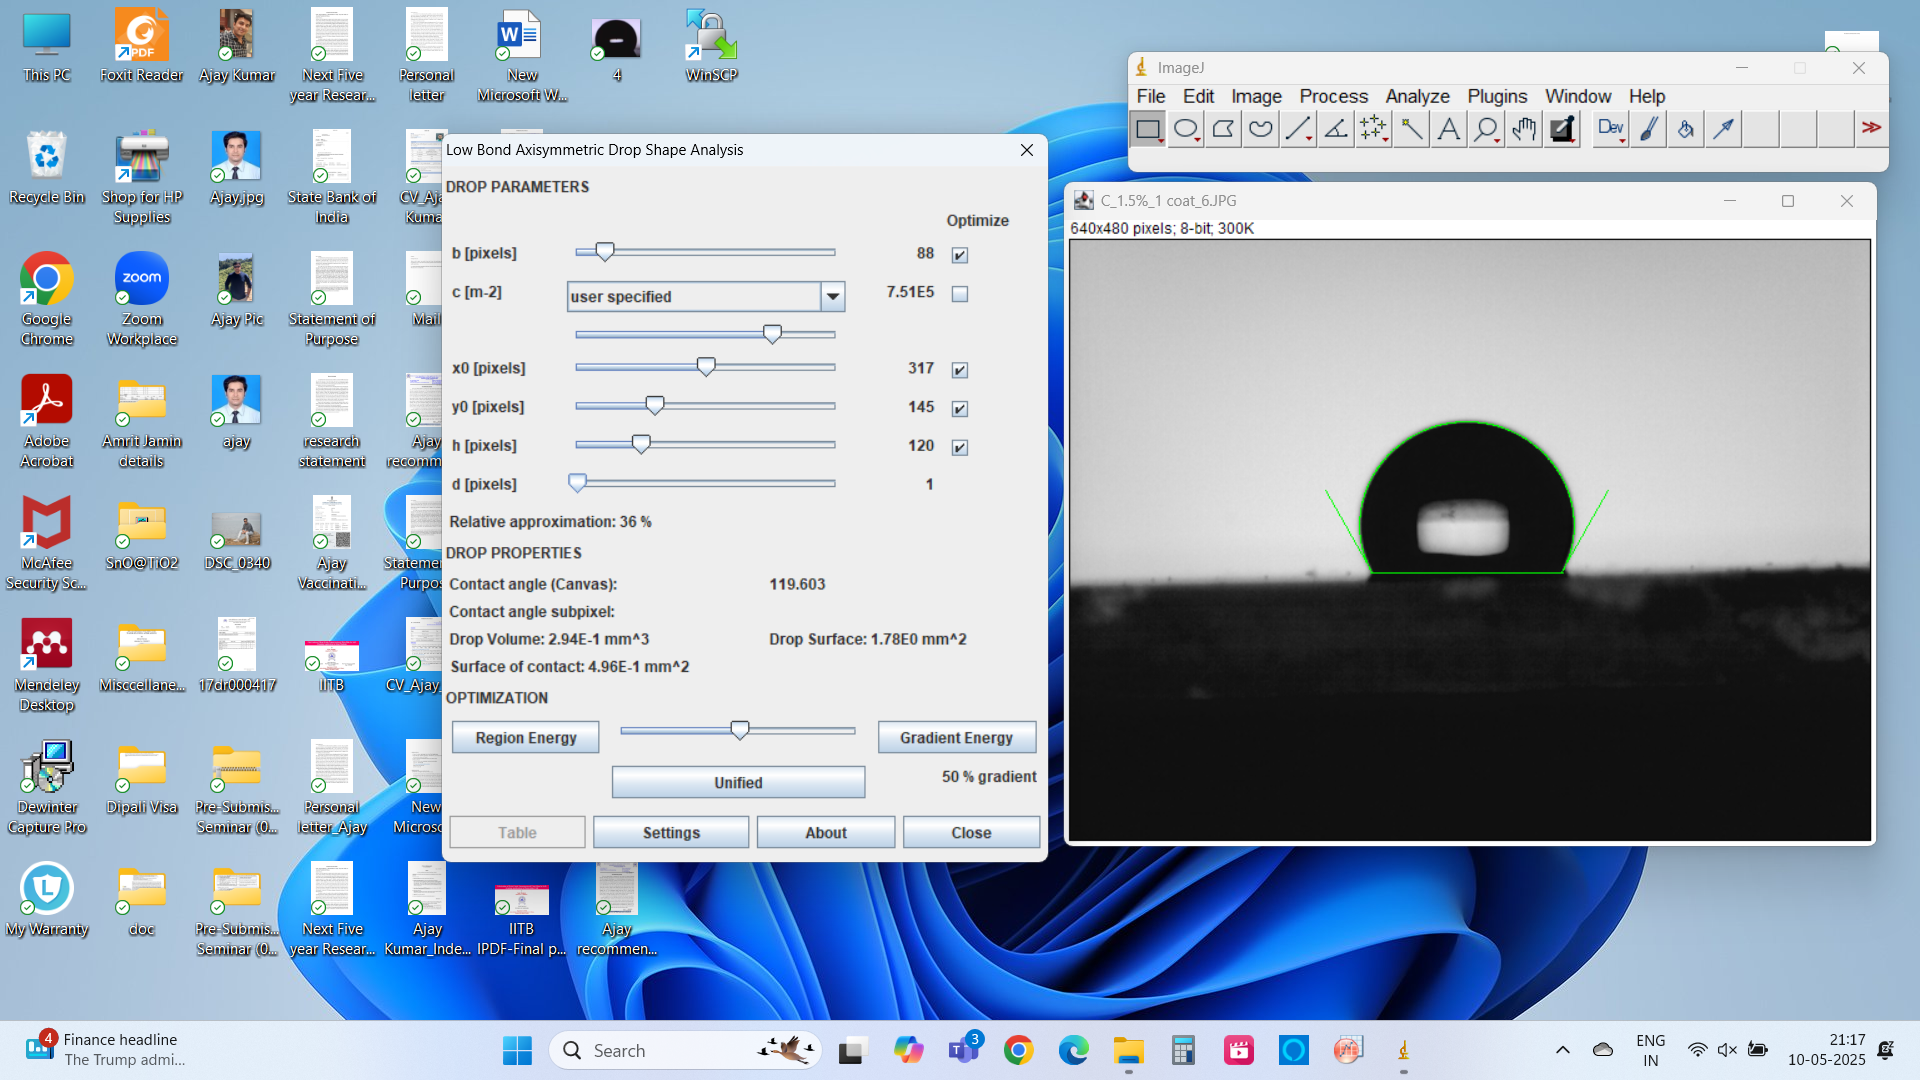 This PC
Foxit Reader
Ajay Kumar
Next Five
year Resear...
Personal
letter
New
Microsoft W...
4
WinSCP
Recycle Bin
Shop for HP
Supplies
Ajay.jpg
State Bank of
India
CV_Aja
Kuma
Google
Chrome
Zoom
Workplace
Ajay Pic
Statement of
Purpose
Mail
Adobe
Acrobat
Amrit Jamin
details
ajay
research
statement
Ajay
recomm
McAfee
Security Sc...
SnO@TiO2
DSC_0340
Ajay
Vaccinati...
Statemen
Purpos
Mendeley
Desktop
Misccellane...
17dr000417
IITB
CV_Ajay_
Dewinter
Capture Pro
Dipali Visa
Pre-Submis...
Seminar (0...
Personal
letter_Ajay
New
Microsc
My Warranty
doc
Pre-Submis...
Seminar (0...
Next Five
year Resear...
Ajay
Kumar_Inde...
IITB
IPDF-Final p...
Ajay
recommen...
zoom
PDF
Low Bond Axisymmetric Drop Shape Analysis
DROP PARAMETERS
Optimize
b [pixels] 88
c [m-2] user specified 7.51E5
x0 [pixels] 317
y0 [pixels] 145
h [pixels] 120
d [pixels] 1
Relative approximation: 36 %
DROP PROPERTIES
Contact angle (Canvas): 119.603
Contact angle subpixel:
Drop Volume: 2.94E-1 mm^3 Drop Surface: 1.78E0 mm^2
Surface of contact: 4.96E-1 mm^2
OPTIMIZATION
Region Energy Gradient Energy
Unified 50 % gradient
Table Settings About Close
ImageJ
File Edit Image Process Analyze Plugins Window Help
Dev
C_1.5%_1 coat_6.JPG
640x480 pixels; 8-bit; 300K
4
Finance headline
The Trump admi...
Search
3
ENG
IN
21:17
10-05-2025